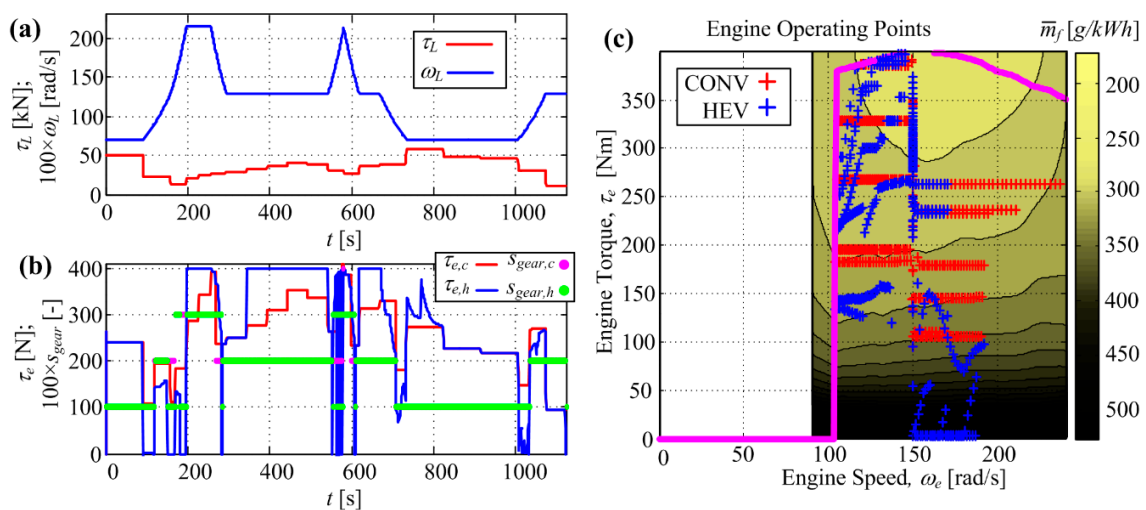 (a)
τL [kN];
100×ωL [rad/s]
200
150
100
50
0
τL
ωL
0 200 400 600 800 1000
t [s]
(b)
τe [N];
100×sgear [-]
400
300
200
100
0
τe,c sgear,c
τe,h sgear,h
0 200 400 600 800 1000
t [s]
(c)
Engine Operating Points
m̅f [g/kWh]
CONV
HEV
Engine Torque, τe [Nm]
350
300
250
200
150
100
50
0
0 50 100 150 200
Engine Speed, ωe [rad/s]
200
250
300
350
400
450
500